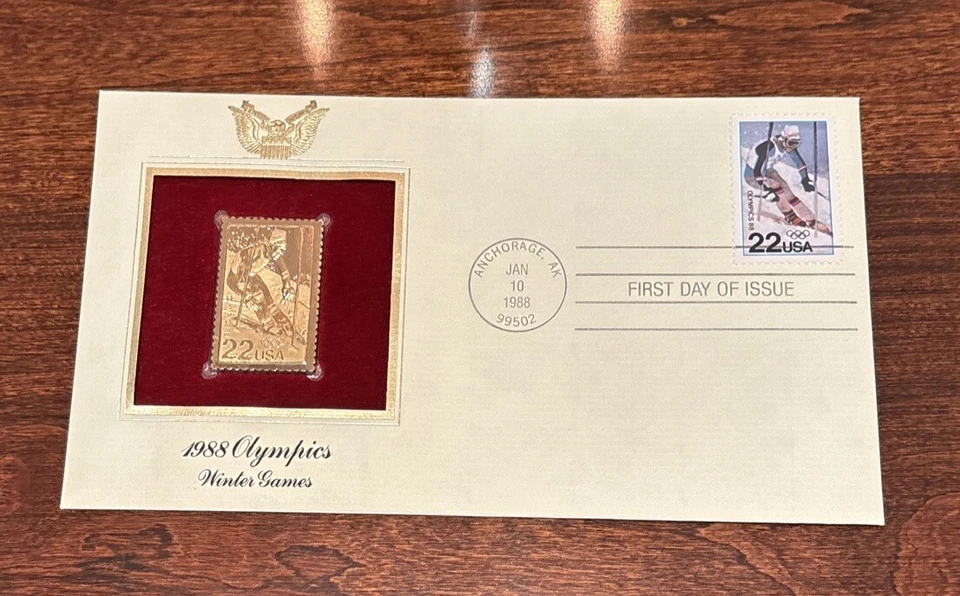 22USA
1988 Olympics
Winter Games
ANCHORAGE, AK
JAN
10
1988
99502
FIRST DAY OF ISSUE
OLYMPICS 88
22USA